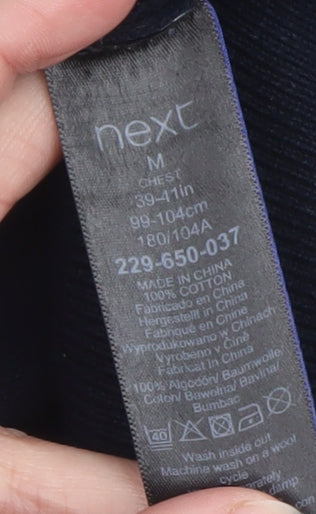 next
M
CHEST
39-41in
99-104cm
180/104A
229-650-037
MADE IN CHINA
100% COTTON
Fabricado en China
Hergestellt in China
Fabriqué en Chine
Wyprodukowano w Chinach
Vyrobeno v Číně
Fabricat în China
100% Algodón/Baumwolle/
Coton/Bawełna/Bavlna/
Bumbac
40
Wash inside out
Machine wash on a wool
cycle
damp